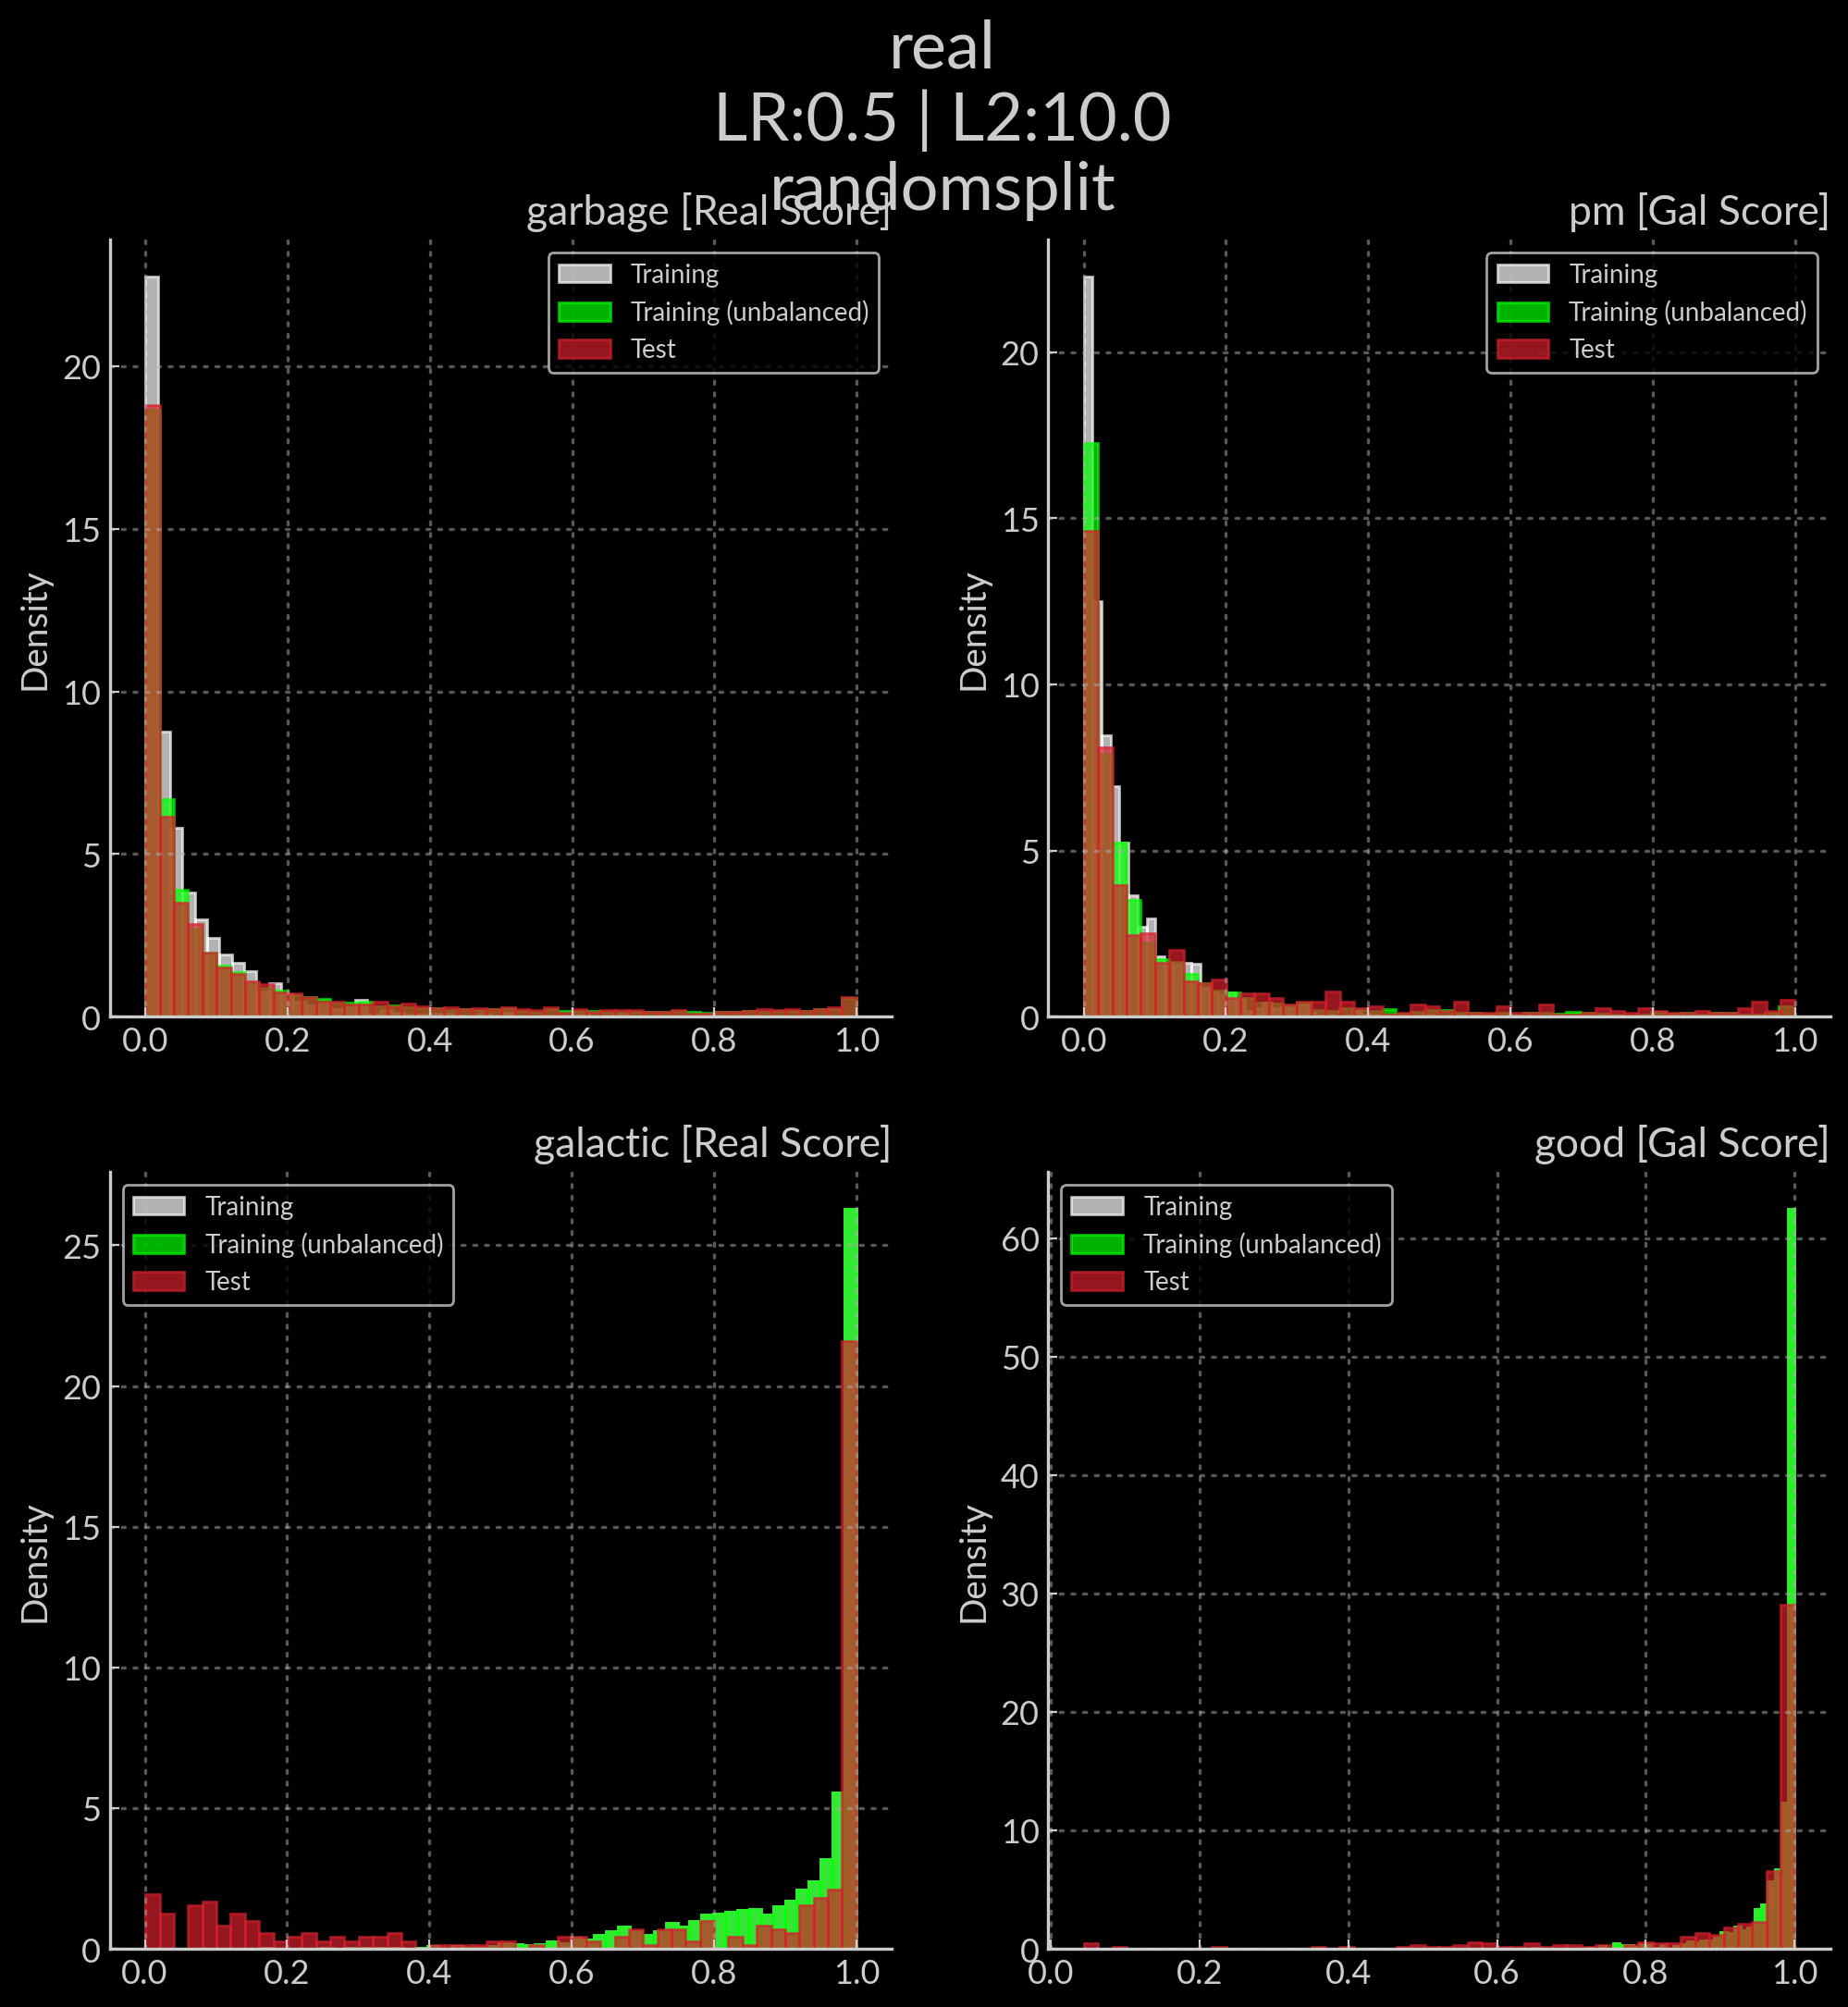 real
LR:0.5 | L2:10.0
randomsplit
garbage [Real Score]
Training
Training (unbalanced)
Test
Density
20
15
10
5
0
0.0 0.2 0.4 0.6 0.8 1.0
pm [Gal Score]
Training
Training (unbalanced)
Test
Density
20
15
10
5
0
0.0 0.2 0.4 0.6 0.8 1.0
galactic [Real Score]
Training
Training (unbalanced)
Test
Density
25
20
15
10
5
0
0.0 0.2 0.4 0.6 0.8 1.0
good [Gal Score]
Training
Training (unbalanced)
Test
Density
60
50
40
30
20
10
0
0.0 0.2 0.4 0.6 0.8 1.0